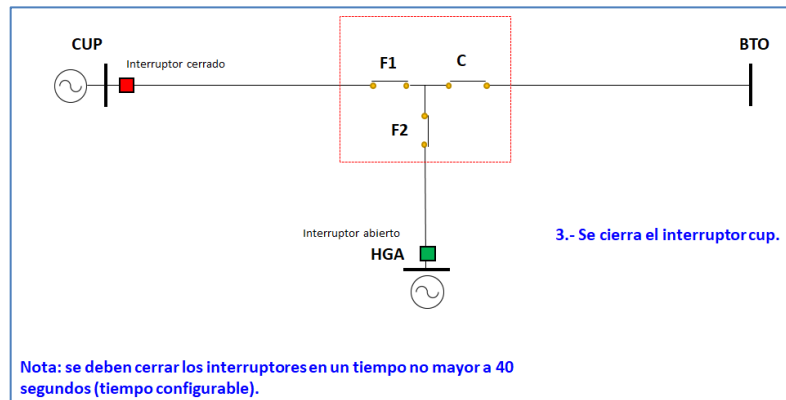 CUP
Interruptor cerrado
F1
C
BTO
F2
Interruptor abierto
HGA
3.- Se cierra el interruptor cup.
Nota: se deben cerrar los interruptores en un tiempo no mayor a 40
segundos (tiempo configurable).